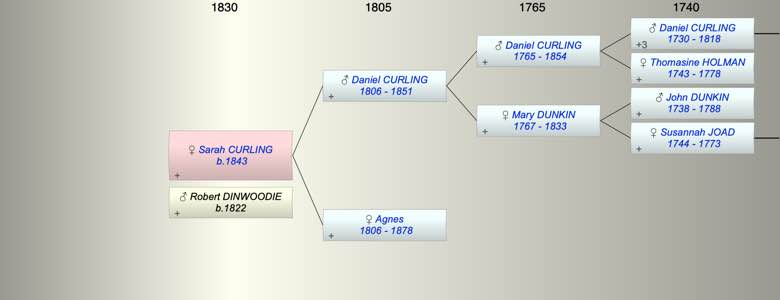 1830
1805
1765
1740
♂ Daniel CURLING
1730 - 1818
+3
♂ Daniel CURLING
1765 - 1854
+
♀ Thomasine HOLMAN
1743 - 1778
+
♂ Daniel CURLING
1806 - 1851
+
♂ John DUNKIN
1738 - 1788
+
♀ Mary DUNKIN
1767 - 1833
+
♀ Susannah JOAD
1744 - 1773
+
♀ Sarah CURLING
b.1843
+
♂ Robert DINWOODIE
b.1822
+
♀ Agnes
1806 - 1878
+